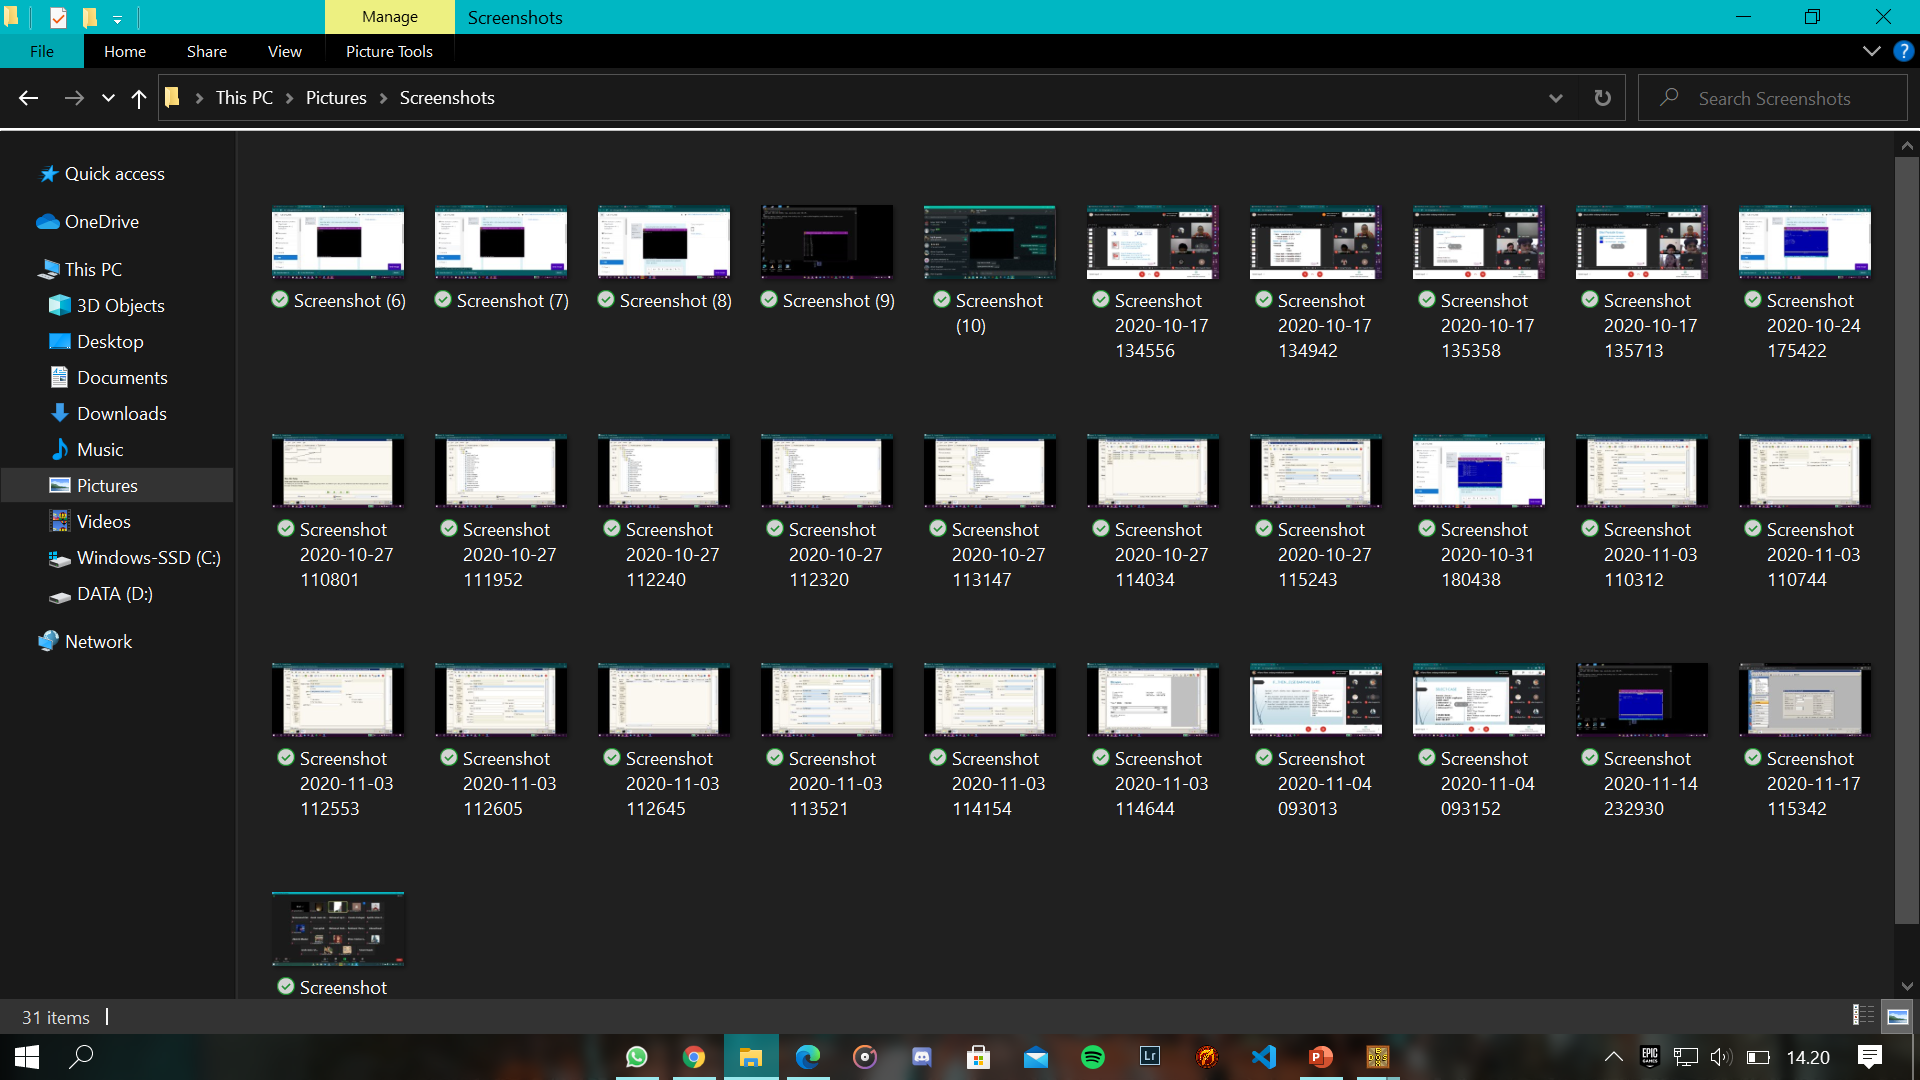 Manage
Screenshots
File
Home
Share
View
Picture Tools
This PC
Pictures
Screenshots
Search Screenshots
Quick access
OneDrive
This PC
3D Objects
Desktop
Documents
Downloads
Music
Pictures
Videos
Windows-SSD (C:)
DATA (D:)
Network
Screenshot (6)
Screenshot (7)
Screenshot (8)
Screenshot (9)
Screenshot
(10)
Screenshot
2020-10-17
134556
Screenshot
2020-10-17
134942
Screenshot
2020-10-17
135358
Screenshot
2020-10-17
135713
Screenshot
2020-10-24
175422
Screenshot
2020-10-27
110801
Screenshot
2020-10-27
111952
Screenshot
2020-10-27
112240
Screenshot
2020-10-27
112320
Screenshot
2020-10-27
113147
Screenshot
2020-10-27
114034
Screenshot
2020-10-27
115243
Screenshot
2020-10-31
180438
Screenshot
2020-11-03
110312
Screenshot
2020-11-03
110744
Screenshot
2020-11-03
112553
Screenshot
2020-11-03
112605
Screenshot
2020-11-03
112645
Screenshot
2020-11-03
113521
Screenshot
2020-11-03
114154
Screenshot
2020-11-03
114644
Screenshot
2020-11-04
093013
Screenshot
2020-11-04
093152
Screenshot
2020-11-14
232930
Screenshot
2020-11-17
115342
Screenshot
31 items
Lr
EPIC
GAMES
14.20